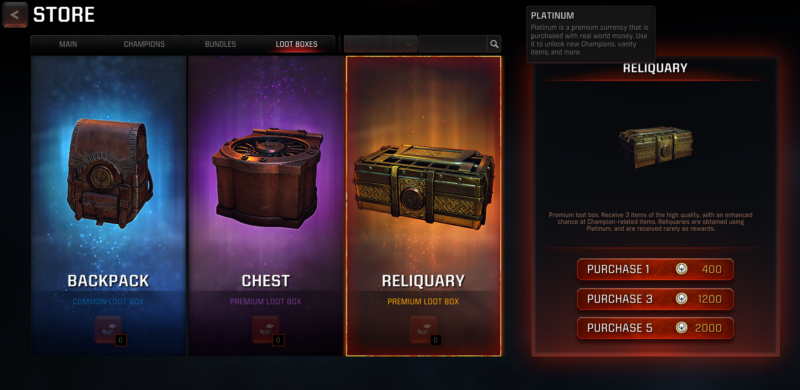 STORE
MAIN
CHAMPIONS
BUNDLES
LOOT BOXES
PLATINUM
Platinum is a premium currency that is
purchased with real world money. Use
it to unlock new Champions, vanity
items, and more.
BACKPACK
COMMON LOOT BOX
0
CHEST
PREMIUM LOOT BOX
0
RELIQUARY
PREMIUM LOOT BOX
0
RELIQUARY
Premium loot box. Receive 3 items of the high quality, with an enhanced
chance at Champion-related items. Reliquaries are obtained using
Platinum, and are received rarely as rewards.
PURCHASE 1 400
PURCHASE 3 1200
PURCHASE 5 2000